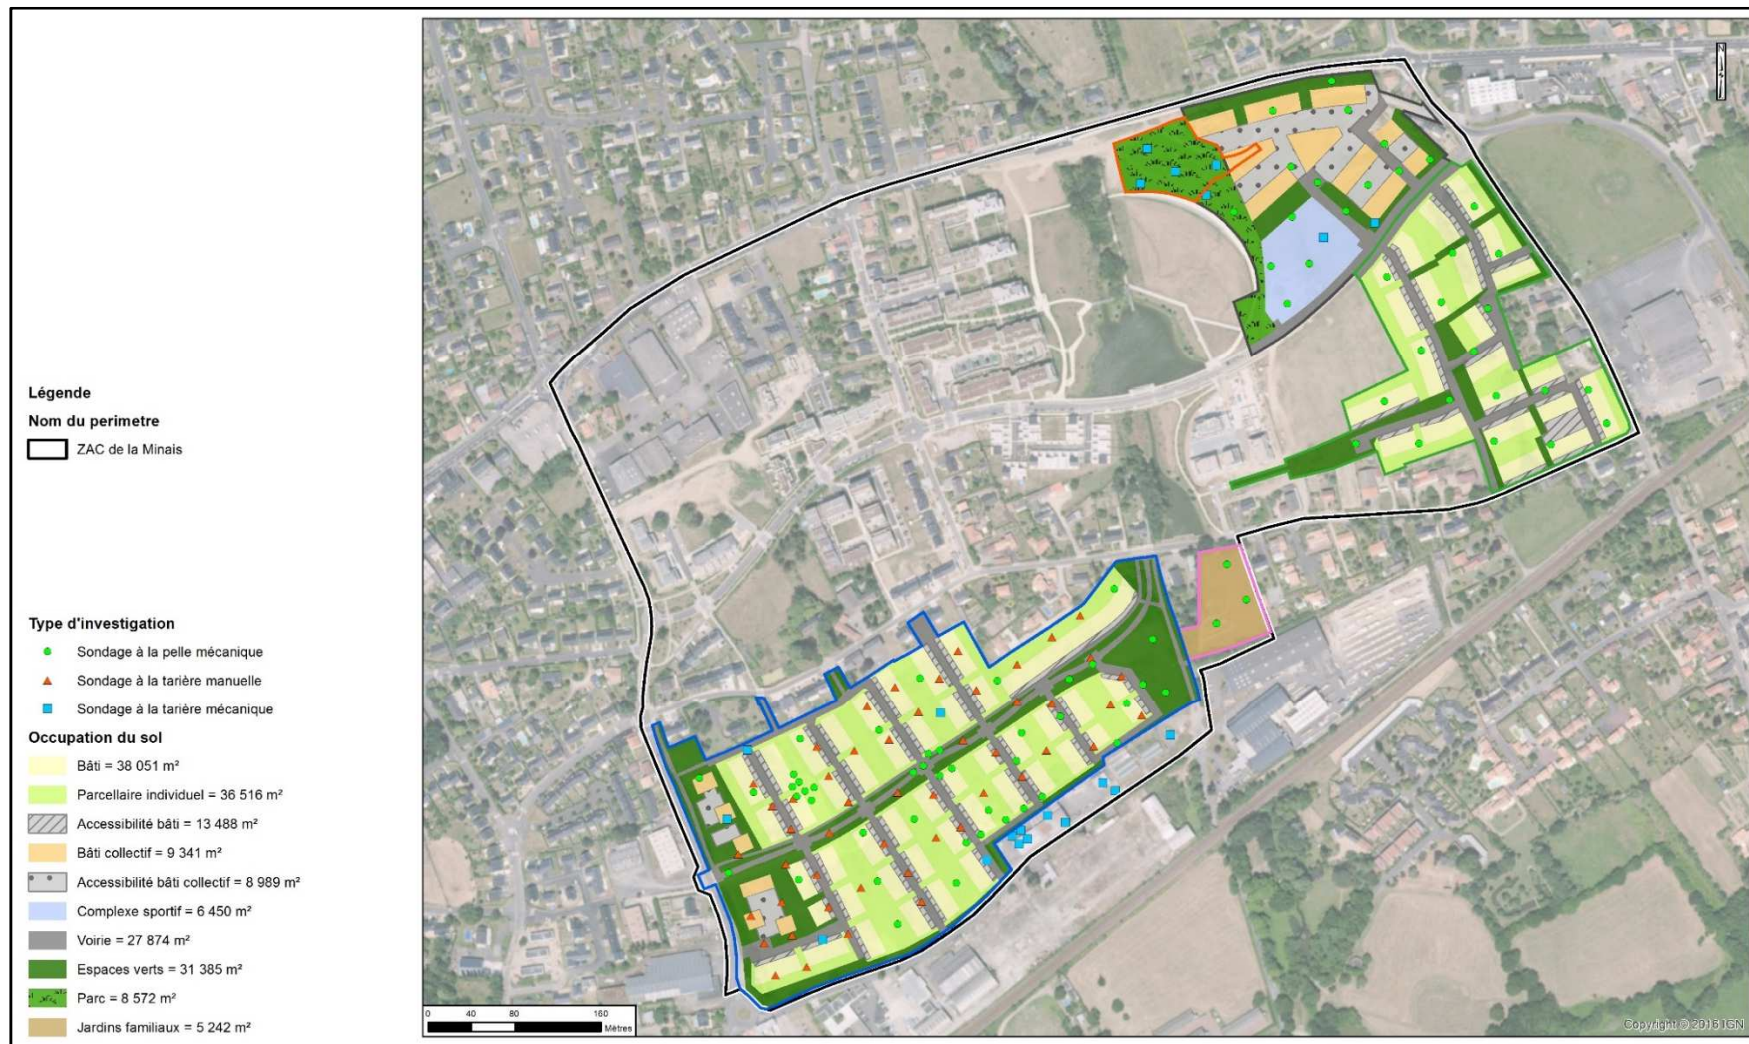 N
Légende
Nom du perimetre
ZAC de la Minais
Type d'investigation
Sondage à la pelle mécanique
Sondage à la tarière manuelle
Sondage à la tarière mécanique
Occupation du sol
Bâti = 38 051 m²
Parcellaire individuel = 36 516 m²
Accessibilité bâti = 13 488 m²
Bâti collectif = 9 341 m²
Accessibilité bâti collectif = 8 989 m²
Complexe sportif = 6 450 m²
Voirie = 27 874 m²
Espaces verts = 31 385 m²
Parc = 8 572 m²
Jardins familiaux = 5 242 m²
0 40 80 160
Mètres
Copyright © 2016 IGN